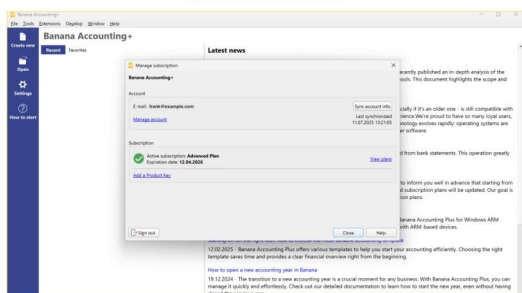 Banana Accounting+
File Tools Extensions Develop Window Help
Create new
Open
Settings
How to start
Banana Accounting+
Recent Favorites
Latest news
Manage subscription
Banana Accounting+
Account
E-mail: frank@example.com
Sync account info
Manage account
Last synchronised
11.07.2025 13:21:05
Subscription
Active subscription: Advanced Plan
Expiration date: 12.04.2026
View plans
Add a Product Key
Sign out
Close
Help
recently published an in-depth analysis of the
ools. This document highlights the scope and
cially if it's an older one - is still compatible with
nience. We're proud to have so many loyal users,
nology evolves rapidly: operating systems are
er software.
d from bank statements. This operation greatly
to inform you well in advance that starting from
d subscription plans will be updated. Our goal is
ion plans.
Banana Accounting Plus for Windows ARM
with ARM based devices.
12.02.2025 - Banana Accounting Plus offers various templates to help you start your accounting efficiently. Choosing the right
template saves time and provides a clear financial overview right from the beginning.
How to open a new accounting year in Banana
19.12.2024 - The transition to a new accounting year is a crucial moment for any business. With Banana Accounting Plus, you can
manage it quickly and effortlessly. Check our our detailed documentation to learn how to start the new year, even without having